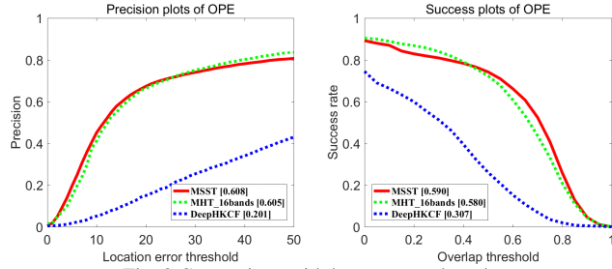 Precision plots of OPE
1
0.8
0.6
0.4
0.2
0
Precision
0 10 20 30 40 50
Location error threshold
MSST [0.608]
MHT_16bands [0.605]
DeepHKCF [0.201]
Success plots of OPE
1
0.8
0.6
0.4
0.2
0
Success rate
0 0.2 0.4 0.6 0.8 1
Overlap threshold
MSST [0.590]
MHT_16bands [0.580]
DeepHKCF [0.307]